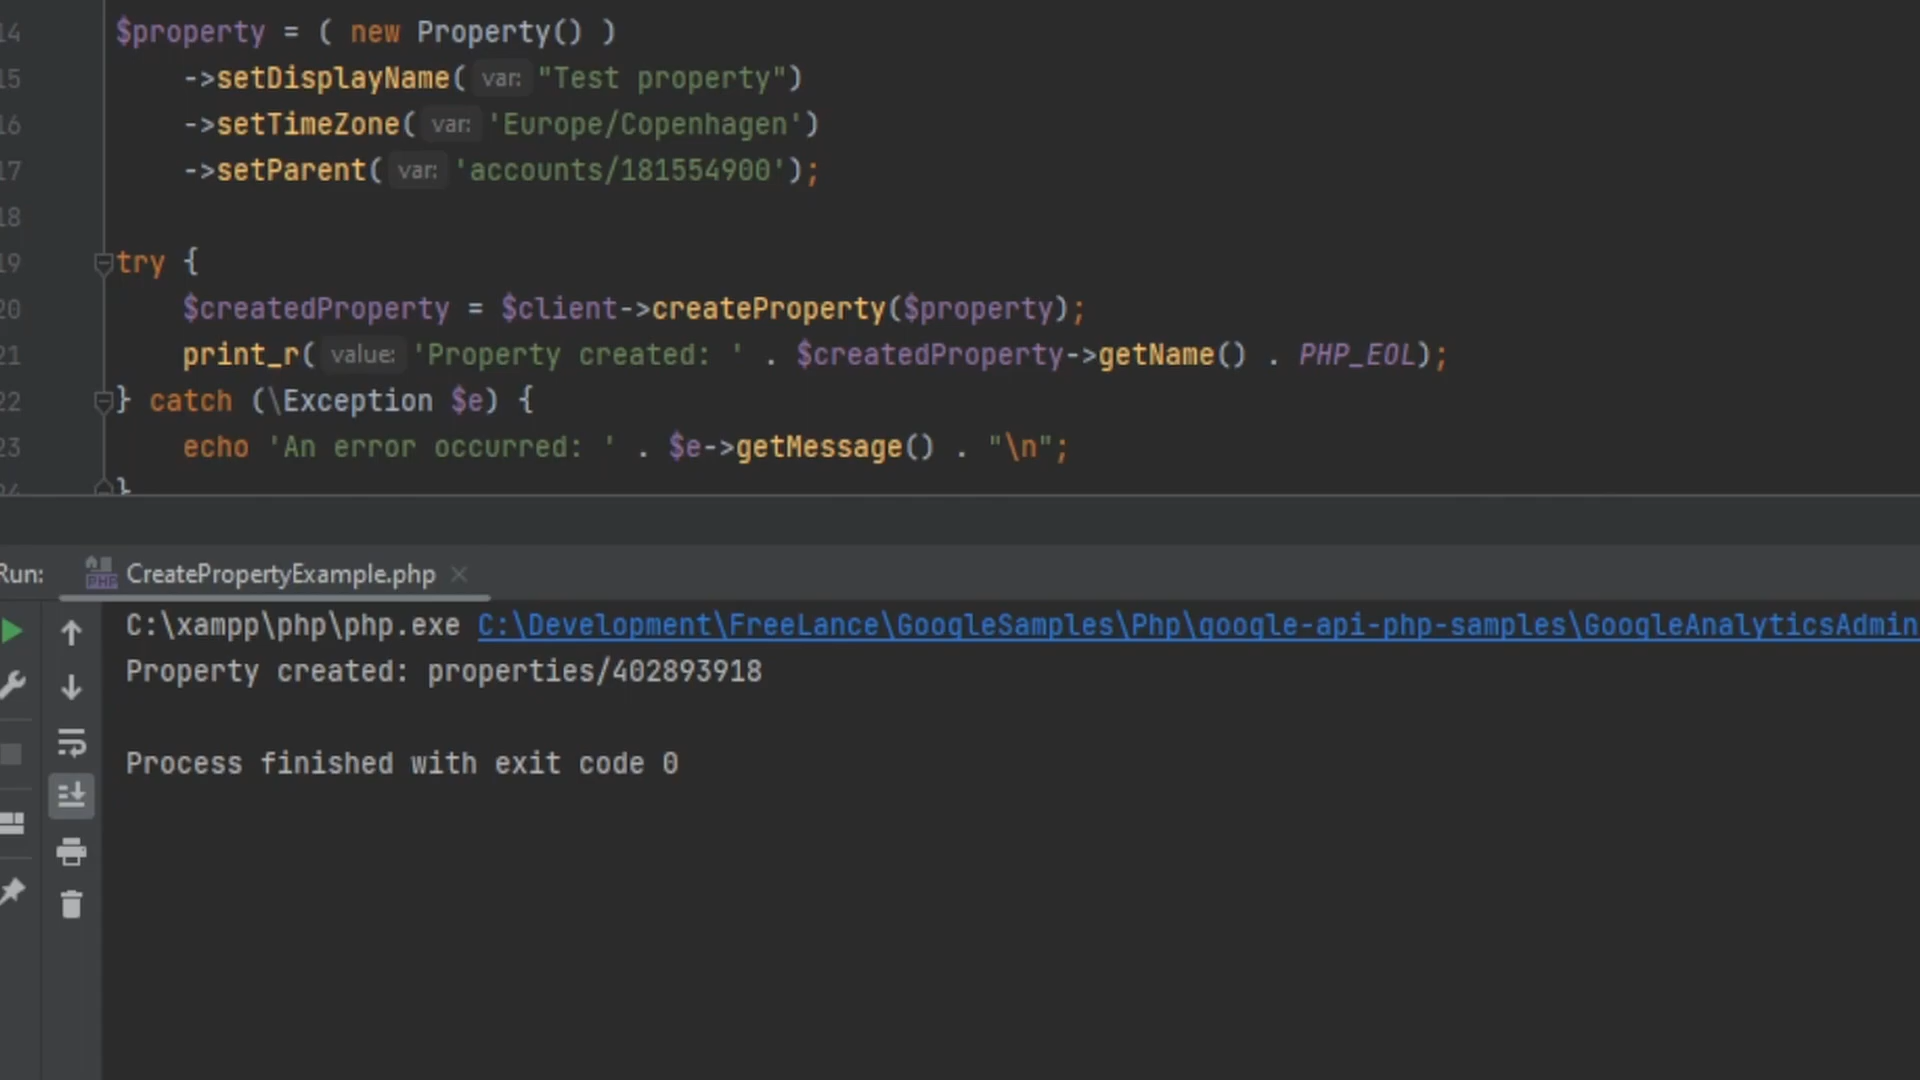 14 $property = ( new Property() )
15 ->setDisplayName( var: "Test property")
16 ->setTimeZone( var: 'Europe/Copenhagen')
17 ->setParent( var: 'accounts/181554900');
18
19 try {
20 $createdProperty = $client->createProperty($property);
21 print_r( value: 'Property created: ' . $createdProperty->getName() . PHP_EOL);
22 } catch (\Exception $e) {
23 echo 'An error occurred: ' . $e->getMessage() . "\n";
24 }
Run: PHP CreatePropertyExample.php ×
C:\xampp\php\php.exe C:\Development\FreeLance\GoogleSamples\Php\google-api-php-samples\GoogleAnalyticsAdmin
Property created: properties/402893918
Process finished with exit code 0